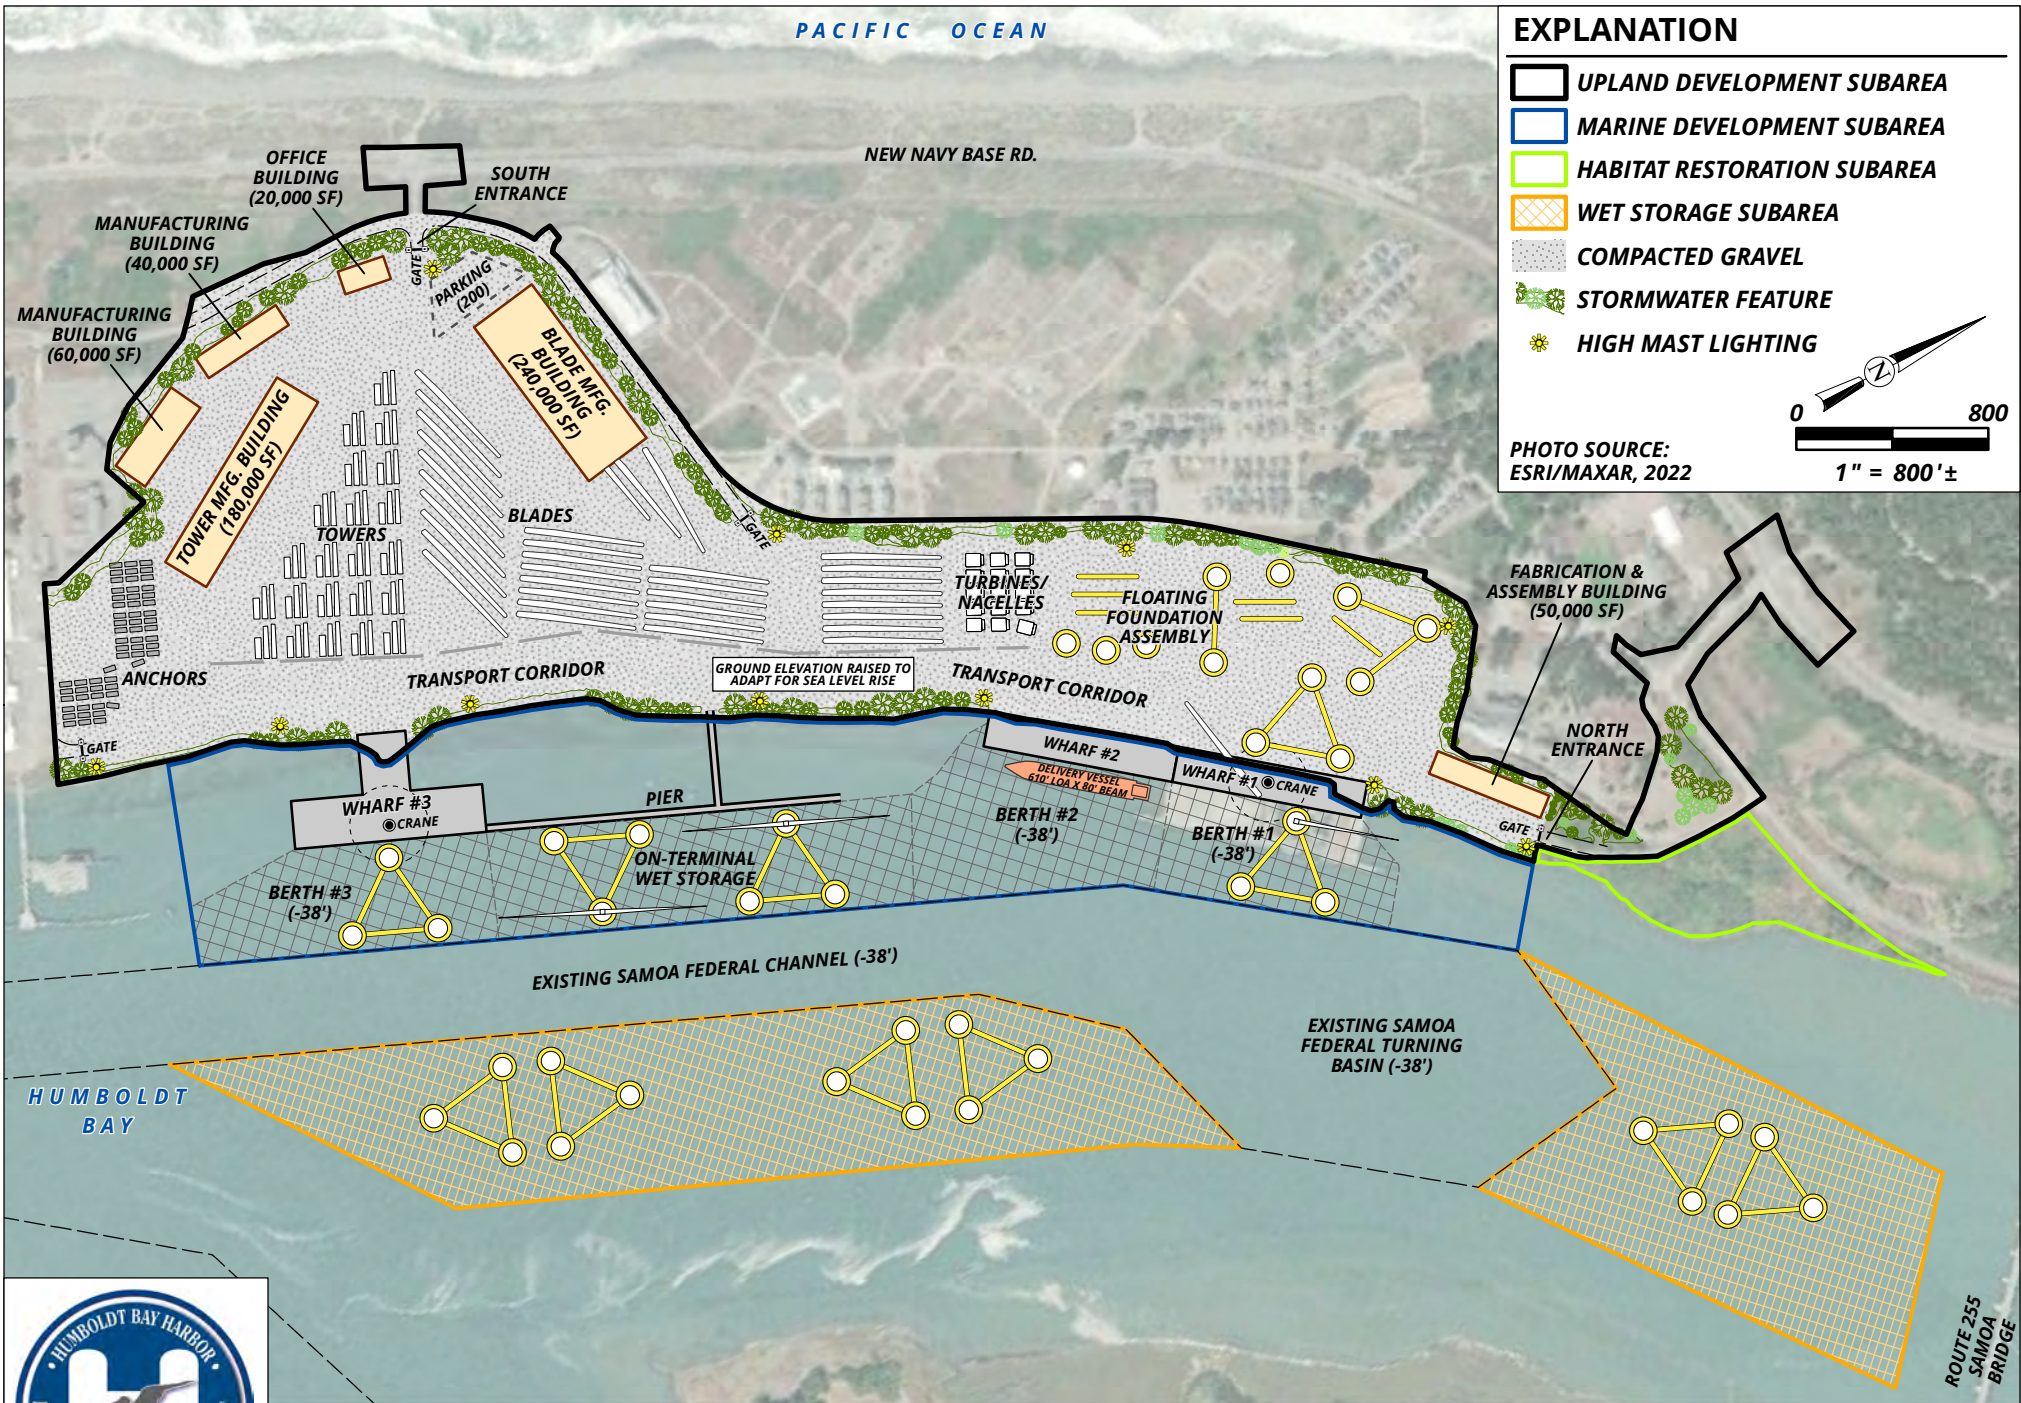 PACIFIC OCEAN
EXPLANATION
UPLAND DEVELOPMENT SUBAREA
MARINE DEVELOPMENT SUBAREA
HABITAT RESTORATION SUBAREA
WET STORAGE SUBAREA
COMPACTED GRAVEL
STORMWATER FEATURE
HIGH MAST LIGHTING
N
0 800
1" = 800'±
PHOTO SOURCE:
ESRI/MAXAR, 2022
NEW NAVY BASE RD.
OFFICE
BUILDING
(20,000 SF)
SOUTH
ENTRANCE
MANUFACTURING
BUILDING
(40,000 SF)
MANUFACTURING
BUILDING
(60,000 SF)
GATE
PARKING
(200)
BLADE MFG.
BUILDING
(240,000 SF)
TOWER MFG. BUILDING
(180,000 SF)
TOWERS
BLADES
GATE
TURBINES/
NACELLES
FLOATING
FOUNDATION
ASSEMBLY
FABRICATION &
ASSEMBLY BUILDING
(50,000 SF)
ANCHORS
TRANSPORT CORRIDOR
GROUND ELEVATION RAISED TO
ADAPT FOR SEA LEVEL RISE
TRANSPORT CORRIDOR
GATE
NORTH
ENTRANCE
WHARF #2
WHARF #1
CRANE
DELIVERY VESSEL
610' LOA X 80' BEAM
WHARF #3
CRANE
PIER
BERTH #2
(-38')
BERTH #1
(-38')
GATE
ON-TERMINAL
WET STORAGE
BERTH #3
(-38')
EXISTING SAMOA FEDERAL CHANNEL (-38')
EXISTING SAMOA
FEDERAL TURNING
BASIN (-38')
HUMBOLDT
BAY
ROUTE 255
SAMOA
BRIDGE
• HUMBOLDT BAY HARBOR •